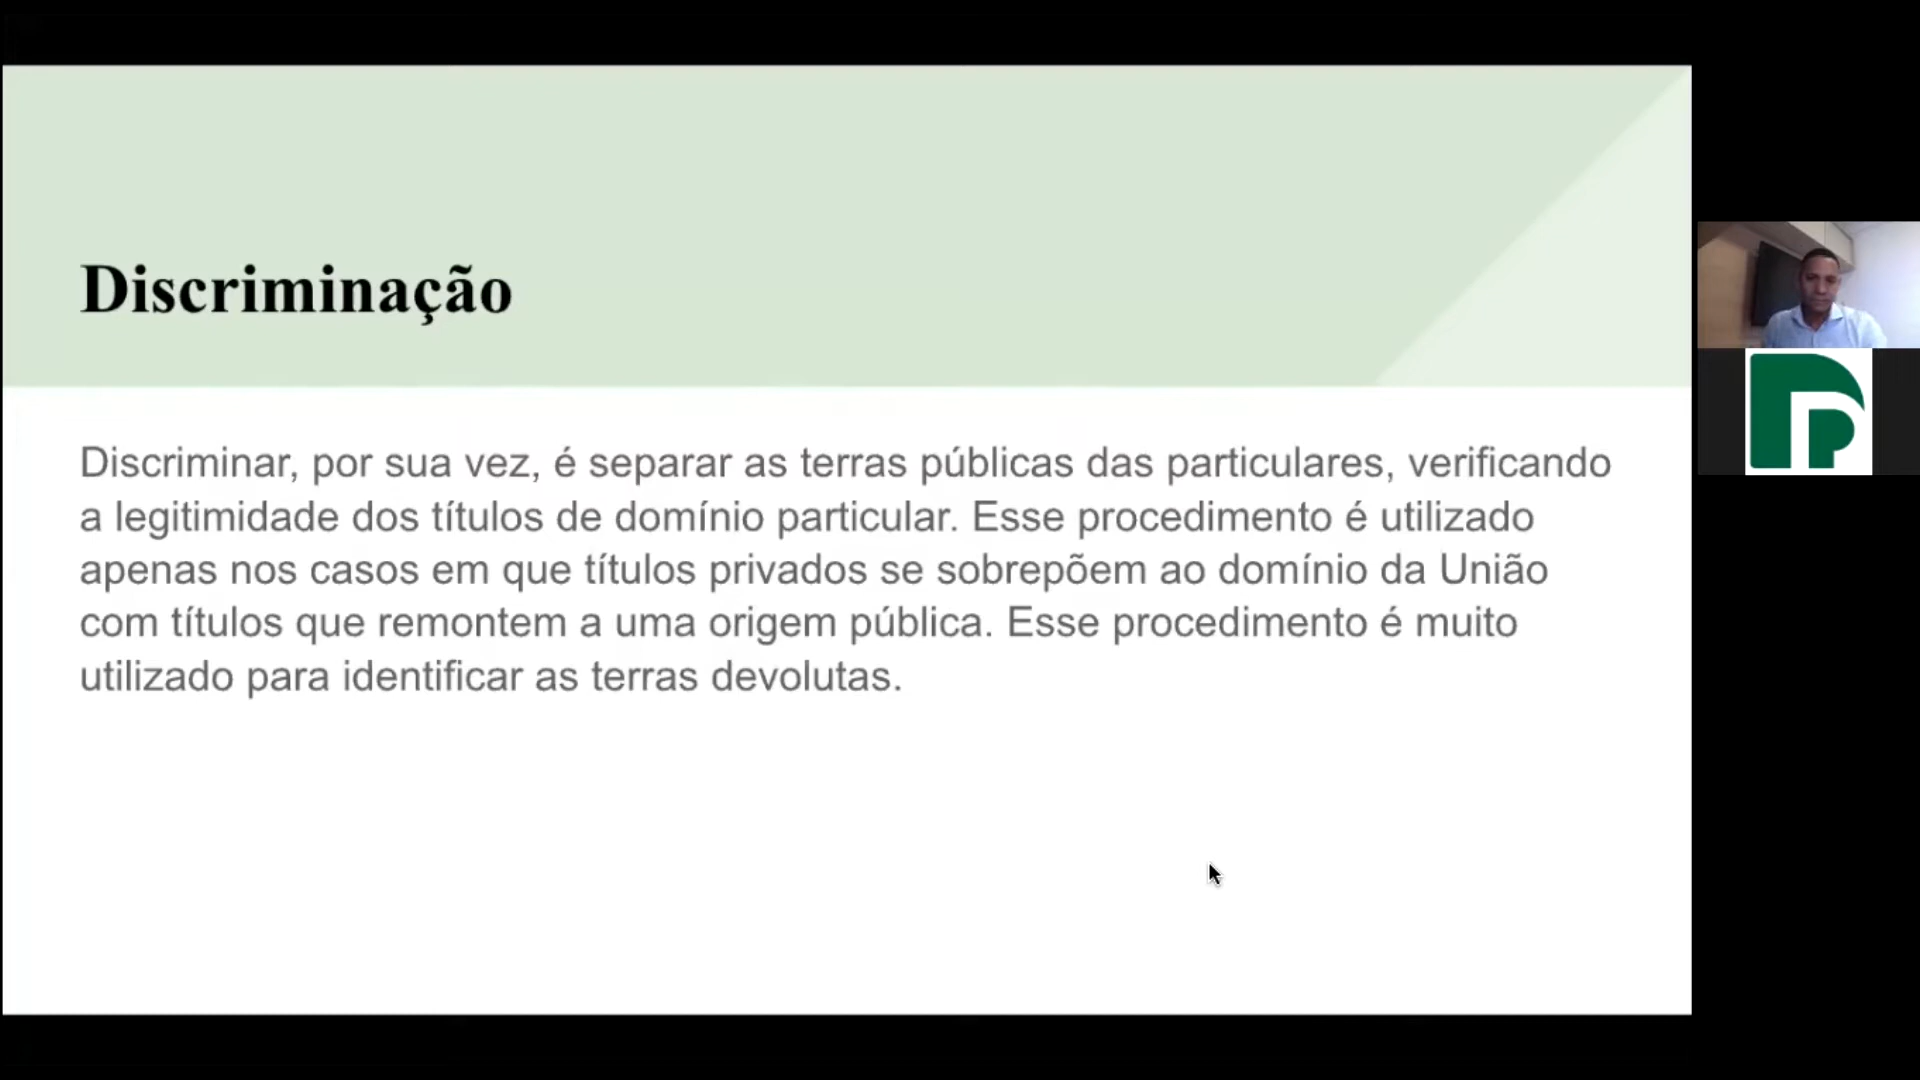 Discriminação
Discriminar, por sua vez, é separar as terras públicas das particulares, verificando
a legitimidade dos títulos de domínio particular. Esse procedimento é utilizado
apenas nos casos em que títulos privados se sobrepõem ao domínio da União
com títulos que remontem a uma origem pública. Esse procedimento é muito
utilizado para identificar as terras devolutas.